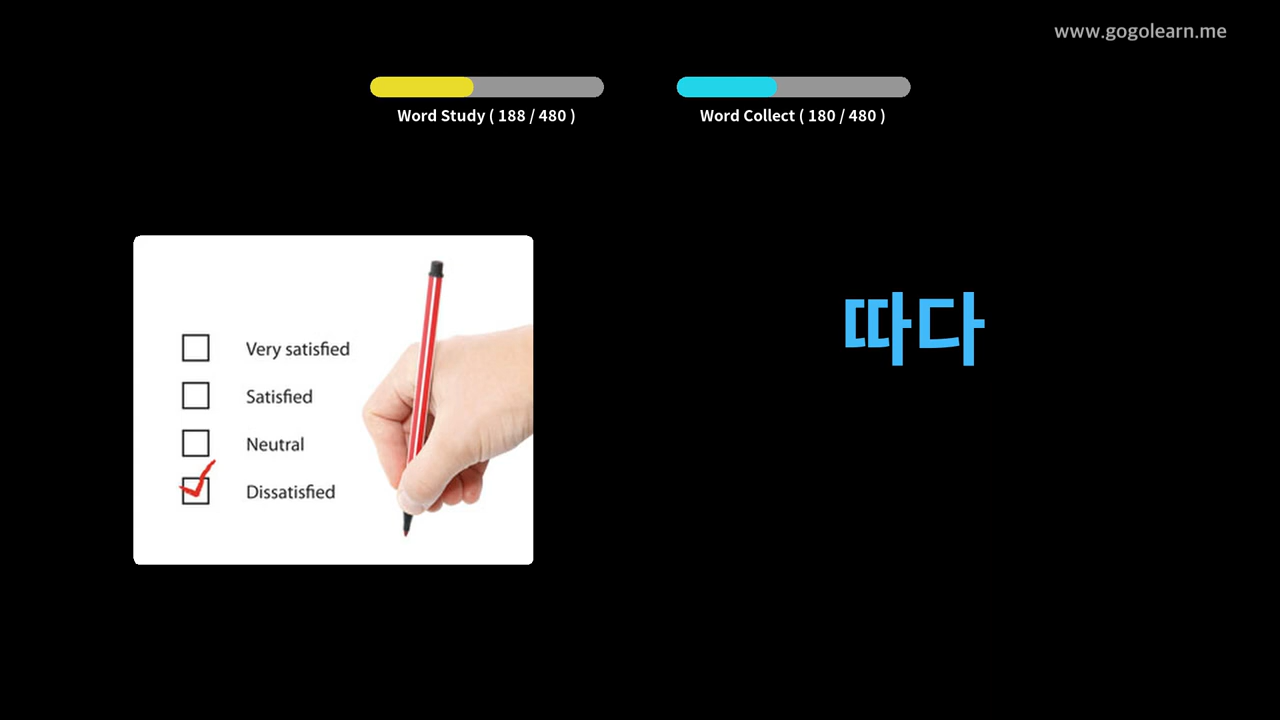 www.gogolearn.me
Word Study ( 188 / 480 )
Word Collect ( 180 / 480 )
Very satisfied
Satisfied
Neutral
Dissatisfied
따다